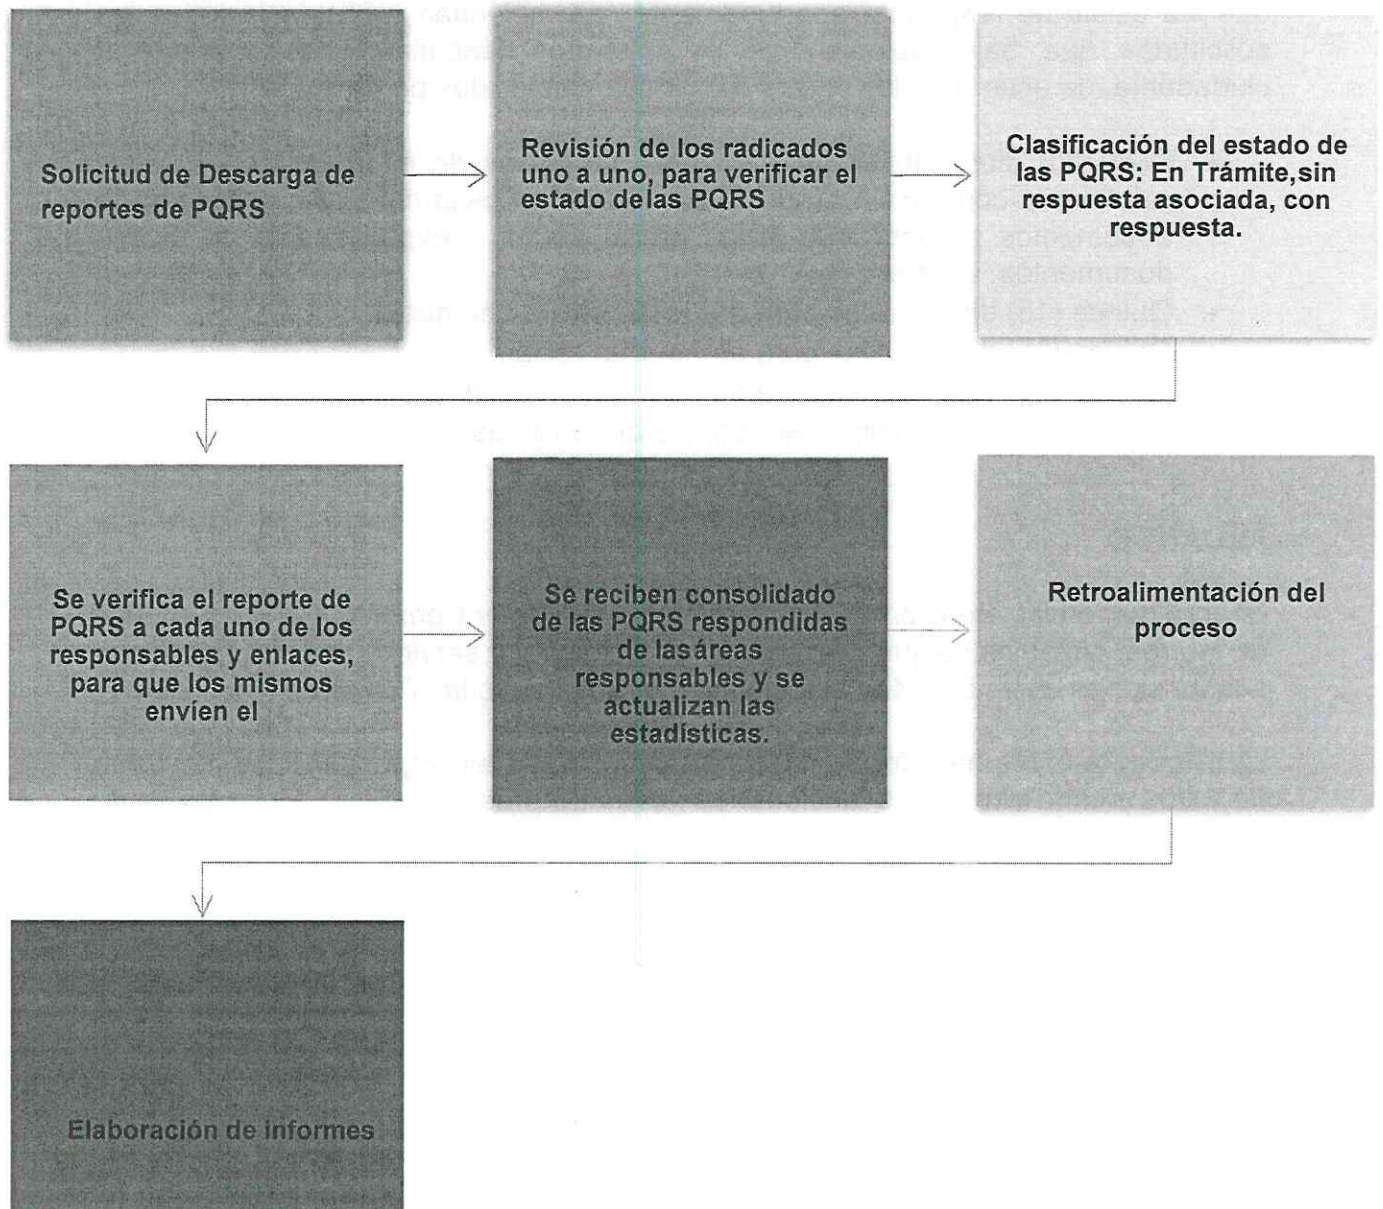 Solicitud de Descarga de
reportes de PQRS
Revisión de los radicados
uno a uno, para verificar el
estado delas PQRS
Clasificación del estado de
las PQRS: En Trámite,sin
respuesta asociada, con
respuesta.
Se verifica el reporte de
PQRS a cada uno de los
responsables y enlaces,
para que los mismos
envíen el
Se reciben consolidado
de las PQRS respondidas
de lasáreas
responsables y se
actualizan las
estadísticas.
Retroalimentación del
proceso
Elaboración de informes